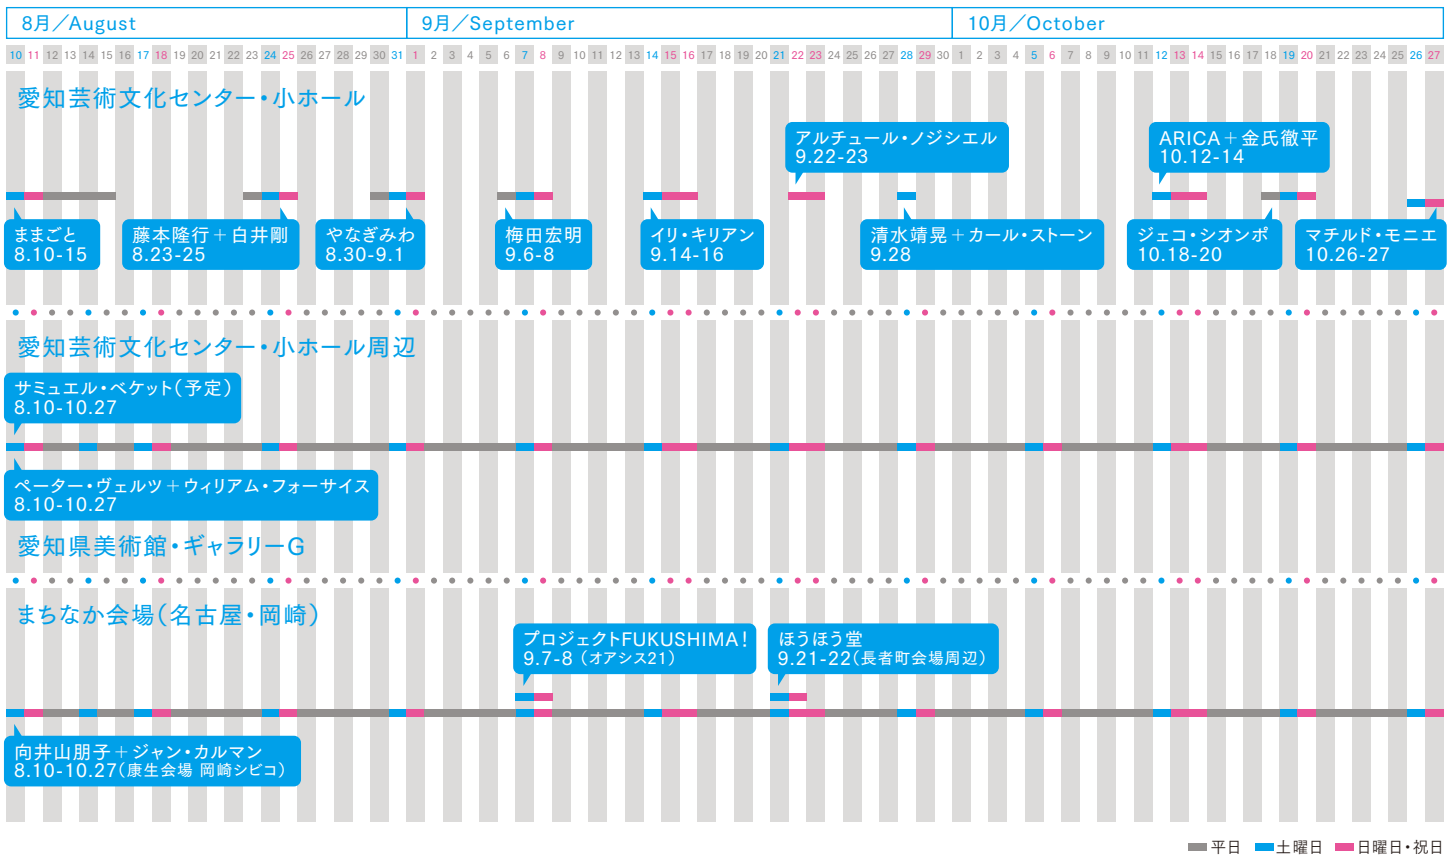 8月／August 9月／September 10月／October
10 11 12 13 14 15 16 17 18 19 20 21 22 23 24 25 26 27 28 29 30 31 1 2 3 4 5 6 7 8 9 10 11 12 13 14 15 16 17 18 19 20 21 22 23 24 25 26 27 28 29 30 1 2 3 4 5 6 7 8 9 10 11 12 13 14 15 16 17 18 19 20 21 22 23 24 25 26 27
愛知芸術文化センター・小ホール
アルチュール・ノジシエル
9.22-23
ARICA＋金氏徹平
10.12-14
ままごと
8.10-15
藤本隆行＋白井剛
8.23-25
やなぎみわ
8.30-9.1
梅田宏明
9.6-8
イリ・キリアン
9.14-16
清水靖晃＋カール・ストーン
9.28
ジェコ・シオンポ
10.18-20
マチルド・モニエ
10.26-27
愛知芸術文化センター・小ホール周辺
サミュエル・ベケット（予定）
8.10-10.27
ペーター・ヴェルツ＋ウィリアム・フォーサイス
8.10-10.27
愛知県美術館・ギャラリーG
まちなか会場（名古屋・岡崎）
プロジェクトFUKUSHIMA！
9.7-8（オアシス21）
ほうほう堂
9.21-22（長者町会場周辺）
向井山朋子＋ジャン・カルマン
8.10-10.27（康生会場 岡崎シビコ）
平日 土曜日 日曜日・祝日